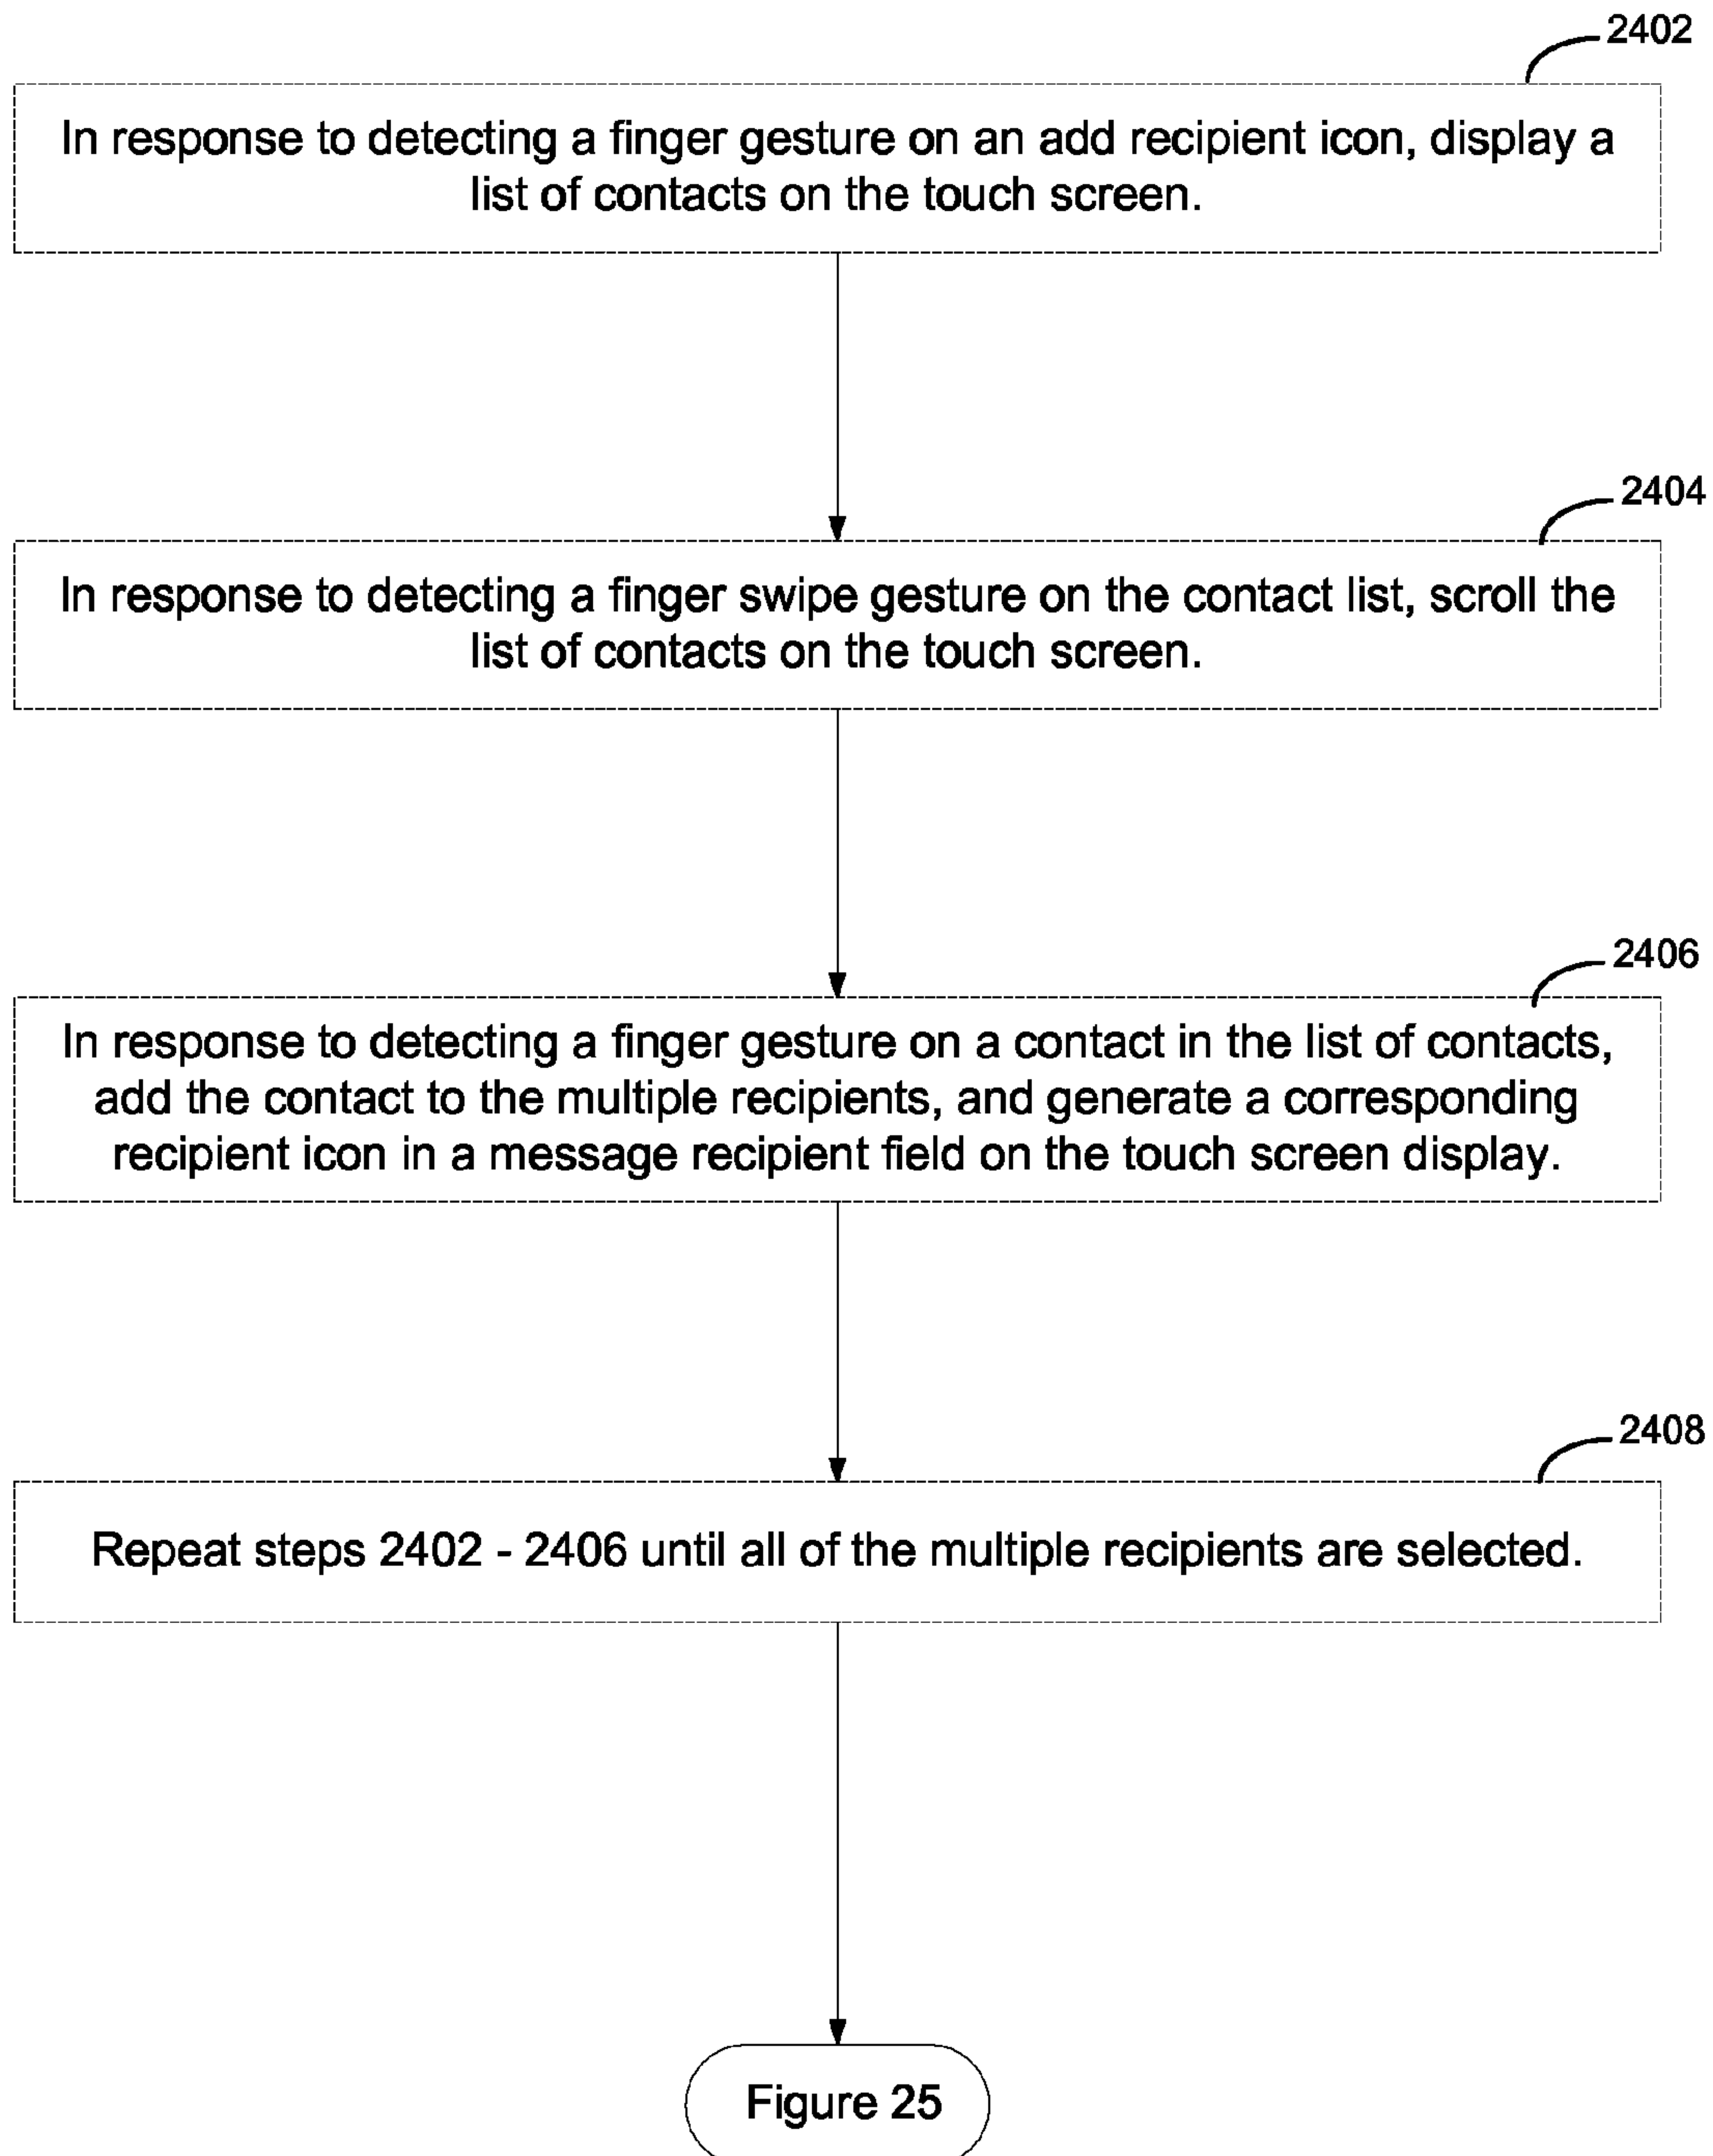 2402
In response to detecting a finger gesture on an add recipient icon, display a
list of contacts on the touch screen.
2404
In response to detecting a finger swipe gesture on the contact list, scroll the
list of contacts on the touch screen.
2406
In response to detecting a finger gesture on a contact in the list of contacts,
add the contact to the multiple recipients, and generate a corresponding
recipient icon in a message recipient field on the touch screen display.
2408
Repeat steps 2402 - 2406 until all of the multiple recipients are selected.
Figure 25